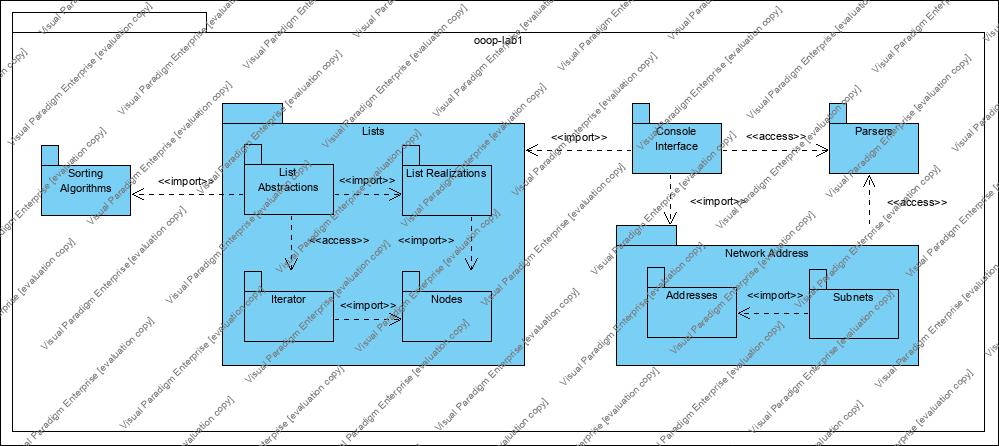 ooop-lab1
Lists
Console
Interface
Parsers
<<import>>
<<access>>
Sorting
Algorithms
<<import>>
List
Abstractions
<<import>>
List Realizations
<<import>>
<<access>>
<<access>>
<<import>>
Network Address
Iterator
<<import>>
Nodes
Addresses
<<import>>
Subnets
Visual Paradigm Enterprise [evaluation copy]